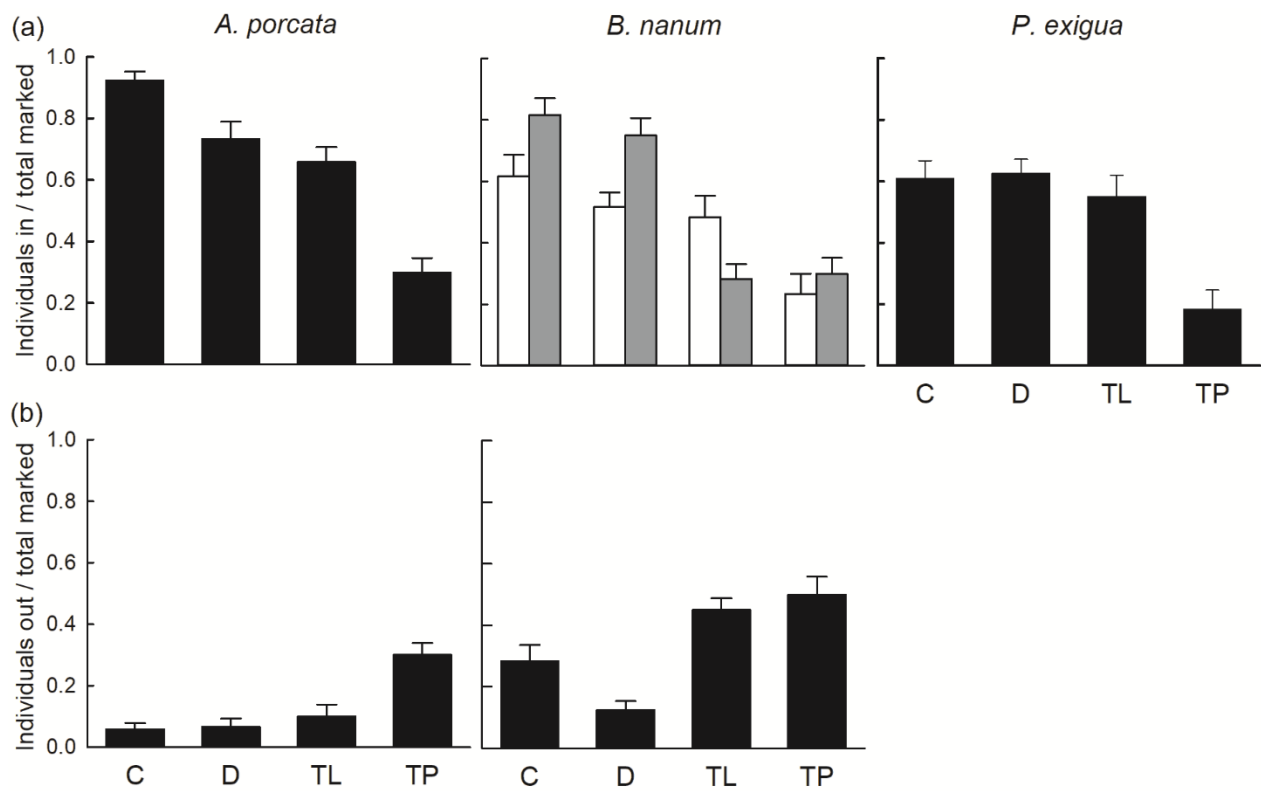 (a)
A. porcata B. nanum P. exigua
Individuals in / total marked
1.0
0.8
0.6
0.4
0.2
0.0
C D TL TP
(b)
Individuals out / total marked
1.0
0.8
0.6
0.4
0.2
0.0
C D TL TP C D TL TP